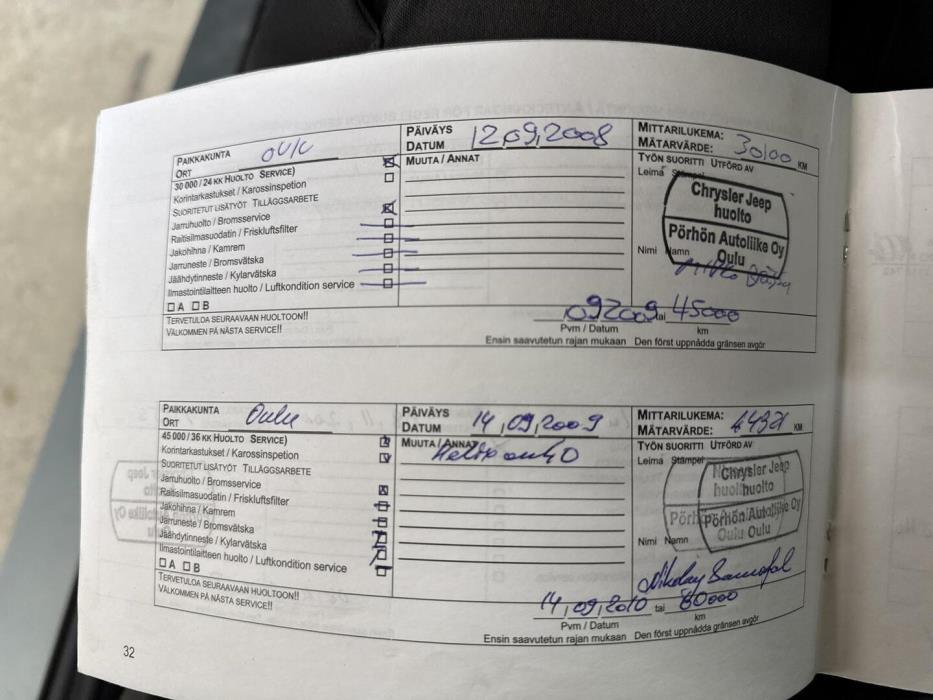 PAIKKAKUNTA
ORT
OULU
PÄIVÄYS
DATUM
12.09.2008
MITTARILUKEMA:
MÄTARVÄRDE: 30100 KM
30 000 / 24 KK HUOLTO SERVICE)
Korintarkastukset / Karossinspetion
SUORITETUT LISÄTYÖT TILLÄGGSARBETE
Jarruhuolto / Bromsservice
Raitisilmasuodatin / Friskluftsfilter
Jakohihna / Kamrem
Jarruneste / Bromsvätska
Jäähdytinneste / Kylarvätska
Ilmastointilaitteen huolto / Luftkondition service
A B
MUUTA / ANNAT
TYÖN SUORITTI UTFÖRD AV
Leima Stämpel
Chrysler Jeep
huolto
Pörhön Autoliike Oy
Oulu
Nimi Namn
TERVETULOA SEURAAVAAN HUOLTOON!!
VÄLKOMMEN PÅ NÄSTA SERVICE!!
092009 tai 45000
Pvm / Datum km
Ensin saavutetun rajan mukaan Den först uppnådda gränsen avgör
PAIKKAKUNTA
ORT
Oulu
PÄIVÄYS
DATUM
14,09,2009
MITTARILUKEMA:
MÄTARVÄRDE: KM
45 000 / 36 KK HUOLTO SERVICE)
Korintarkastukset / Karossinspetion
SUORITETUT LISÄTYÖT TILLÄGGSARBETE
Jarruhuolto / Bromsservice
Raitisilmasuodatin / Friskluftsfilter
Jakohihna / Kamrem
Jarruneste / Bromsvätska
Jäähdytinneste / Kylarvätska
Ilmastointilaitteen huolto / Luftkondition service
A B
MUUTA / ANNAT
TYÖN SUORITTI UTFÖRD AV
Leima Stämpel
Chrysler Jeep
huolto
Pörhön Autoliike Oy
Oulu
Nimi Namn
TERVETULOA SEURAAVAAN HUOLTOON!!
VÄLKOMMEN PÅ NÄSTA SERVICE!!
14,09,2010 tai 60000
Pvm / Datum km
Ensin saavutetun rajan mukaan Den först uppnådda gränsen avgör
32